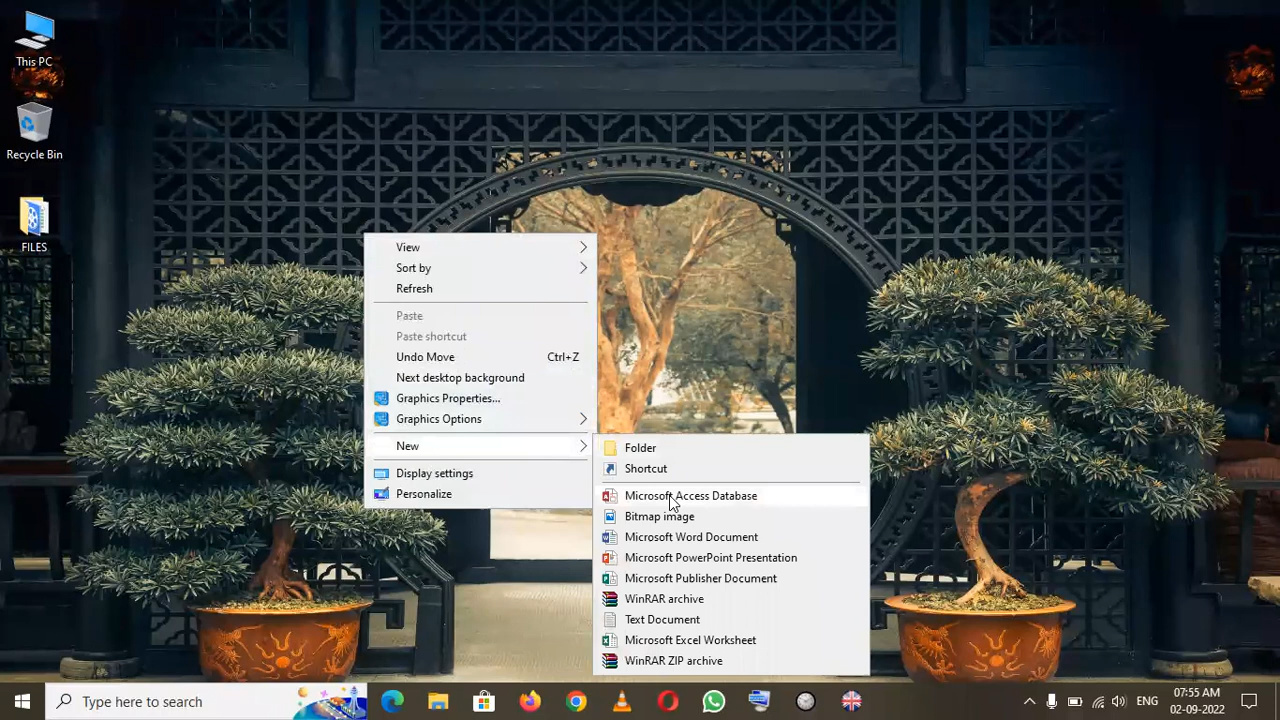 This PC
Recycle Bin
FILES
View
Sort by
Refresh
Paste
Paste shortcut
Undo Move Ctrl+Z
Next desktop background
Graphics Properties...
Graphics Options
New
Display settings
Personalize
Folder
Shortcut
Microsoft Access Database
Bitmap image
Microsoft Word Document
Microsoft PowerPoint Presentation
Microsoft Publisher Document
WinRAR archive
Text Document
Microsoft Excel Worksheet
WinRAR ZIP archive
Type here to search
ENG
07:55 AM
02-09-2022